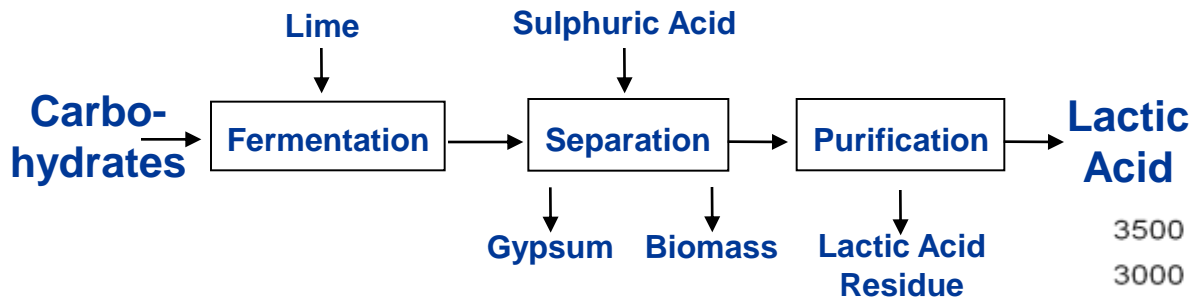 Lime
Sulphuric Acid
Carbo-
hydrates
Fermentation
Separation
Purification
Lactic
Acid
Gypsum
Biomass
Lactic Acid
Residue
3500
3000